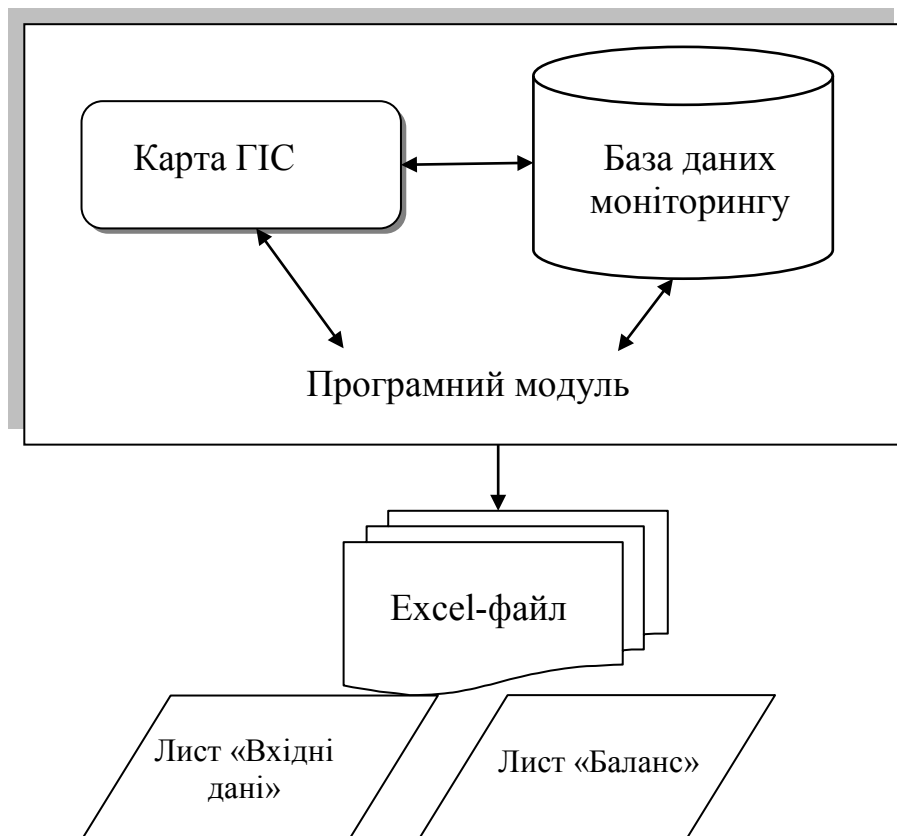 Карта ГІС
База даних
моніторингу
Програмний модуль
Excel-файл
Лист «Вхідні
дані»
Лист «Баланс»